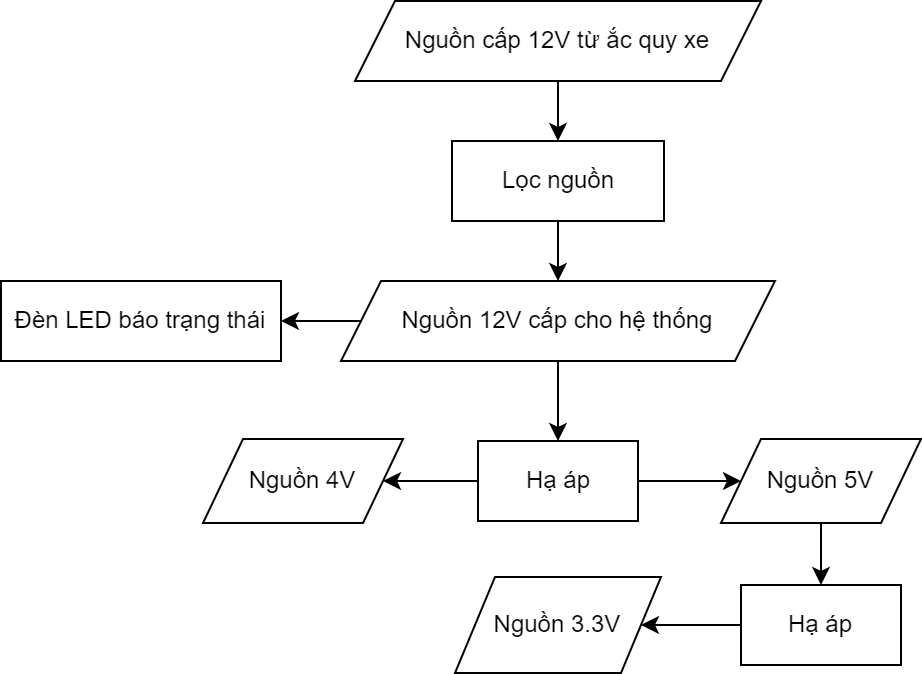 Nguồn cấp 12V từ ắc quy xe
Lọc nguồn
Đèn LED báo trạng thái
Nguồn 12V cấp cho hệ thống
Nguồn 4V
Hạ áp
Nguồn 5V
Nguồn 3.3V
Hạ áp